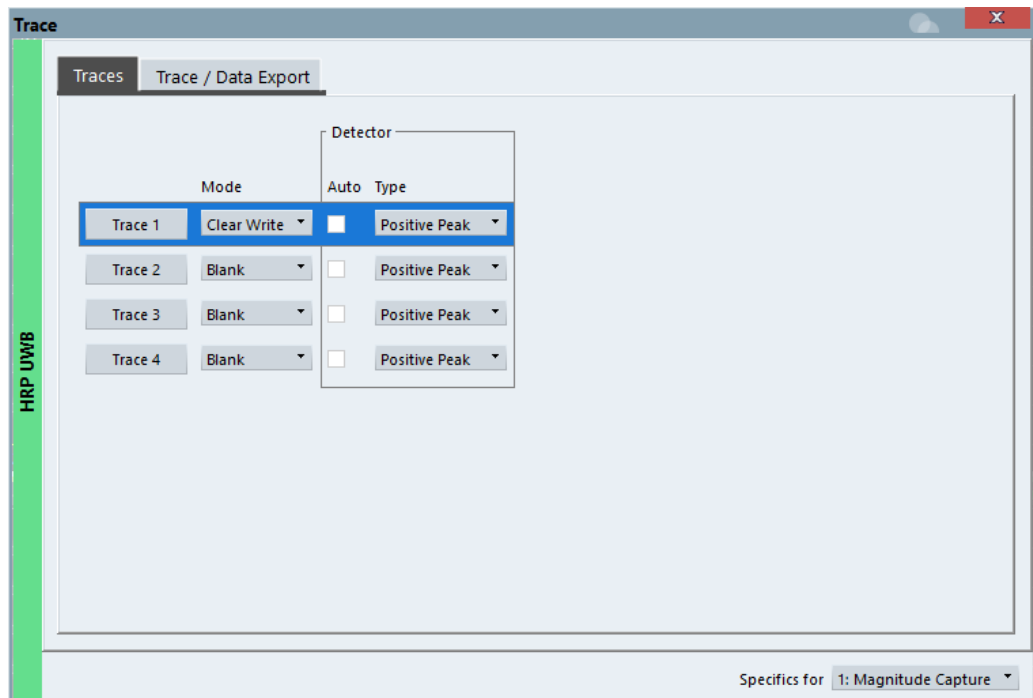 Trace
X
HRP UWB
Traces
Trace / Data Export
Detector
Mode Auto Type
Trace 1 Clear Write Positive Peak
Trace 2 Blank Positive Peak
Trace 3 Blank Positive Peak
Trace 4 Blank Positive Peak
Specifics for 1: Magnitude Capture